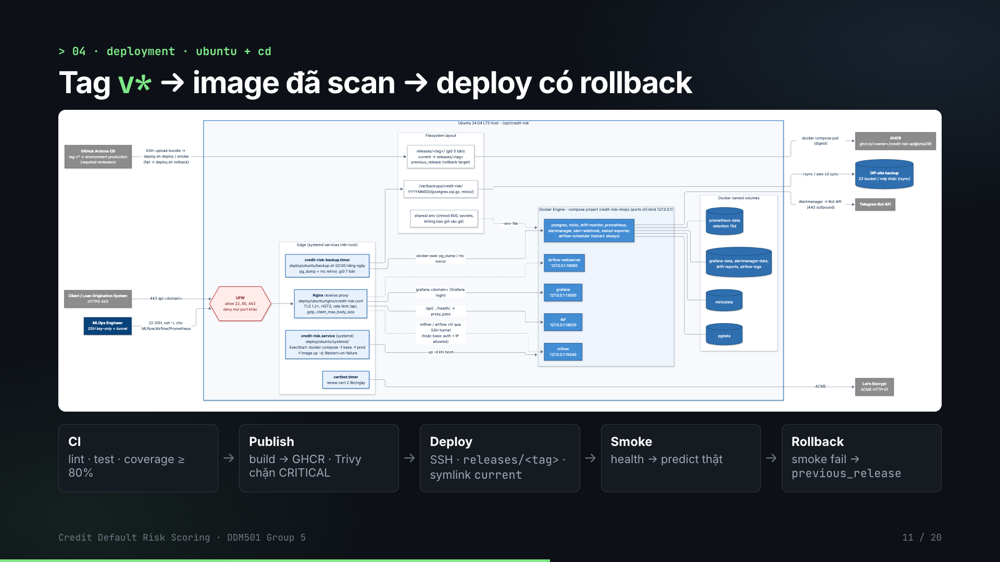 > 04 · deployment · ubuntu + cd
Tag v* → image đã scan → deploy có rollback
Ubuntu 24.04 LTS host - /opt/credit-risk
GitHub Actions CD
tag v* → environment production
(required reviewers)
SSH: upload bundle →
deploy.sh deploy / smoke
(fail → deploy.sh rollback)
Filesystem layout
releases/<tag>/ (giữ 5 bản)
current → releases/<tag>
previous_release (rollback target)
/var/backups/credit-risk/
YYYYMMDD/{postgres.sql.gz, minio/}
shared/.env (chmod 600, secrets,
không bao giờ vào git)
--env-file
docker compose pull
(digest)
GHCR
ghcr.io/<owner>/credit-risk-api@sha256
rsync / aws s3 sync
Off-site backup
S3 bucket / máy khác (rsync)
Alertmanager → Bot API
(443 outbound)
Telegram Bot API
Docker Engine - compose project credit-risk-mlops (ports chỉ bind 127.0.0.1)
postgres, minio, drift-monitor, prometheus,
alertmanager, alert-webhook, statsd-exporter,
airflow-scheduler (restart: always)
airflow-webserver
127.0.0.1:18080
grafana
127.0.0.1:13000
api
127.0.0.1:18020
mlflow
127.0.0.1:15040
Docker named volumes
prometheus-data
retention 15d
grafana-data, alertmanager-data,
drift-reports, airflow-logs
miniodata
pgdata
Edge (systemd services trên host)
credit-risk-backup.timer
deploy/ubuntu/backup.sh 02:00 hằng ngày
pg_dump + mc mirror, giữ 7 bản
Nginx reverse proxy
deploy/ubuntu/nginx/credit-risk.conf
TLS 1.2+, HSTS, rate limit /api,
gzip, client_max_body_size
credit-risk.service (systemd)
deploy/ubuntu/systemd/
ExecStart: docker compose -f base -f prod
-f image up -d; Restart=on-failure
certbot.timer
renew cert 2 lần/ngày
docker exec pg_dump / mc
mirror
grafana.<domain> (Grafana
login)
/api/ , /health/ →
proxy_pass
mlflow / airflow chỉ qua
SSH tunnel
(hoặc basic auth + IP
allowlist)
up -d khi boot
Client / Loan Origination System
HTTPS 443
443 api.<domain>
MLOps Engineer
SSH key-only + tunnel
22 SSH, ssh -L cho
MLflow/Airflow/Prometheus
UFW
allow 22, 80, 443
deny mọi port khác
ACME
Let's Encrypt
ACME HTTP-01
CI
lint · test · coverage ≥
80%
→
Publish
build → GHCR · Trivy
chặn CRITICAL
→
Deploy
SSH · releases/<tag> ·
symlink current
→
Smoke
health → predict thật
→
Rollback
smoke fail →
previous_release
Credit Default Risk Scoring · DDM501 Group 5
11 / 20